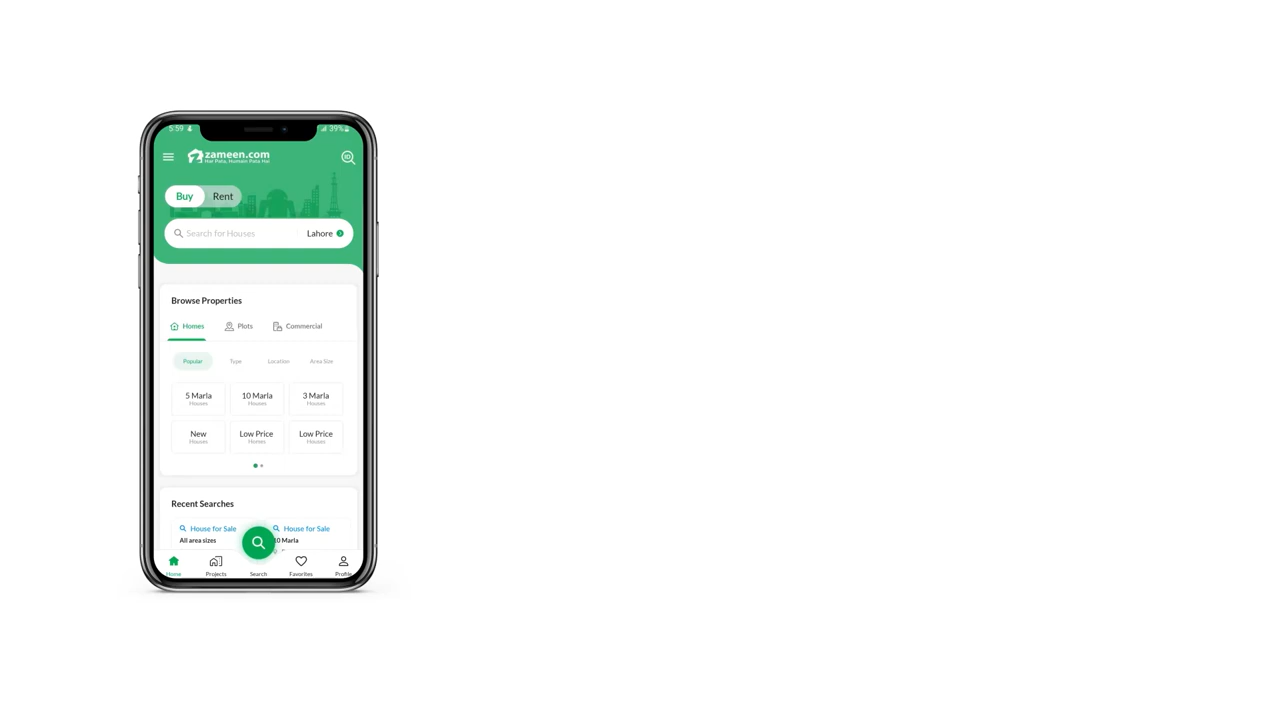 5:59 39%
zameen.com
Har Pata, Humain Pata Hai
ID
Buy Rent
Search for Houses Lahore
Browse Properties
Homes Plots Commercial
Popular Type Location Area Size
5 Marla 10 Marla 3 Marla
Houses Houses Houses
New Low Price Low Price
Houses Homes Houses
Recent Searches
House for Sale House for Sale
All area sizes 10 Marla
Home Projects Search Favorites Profile